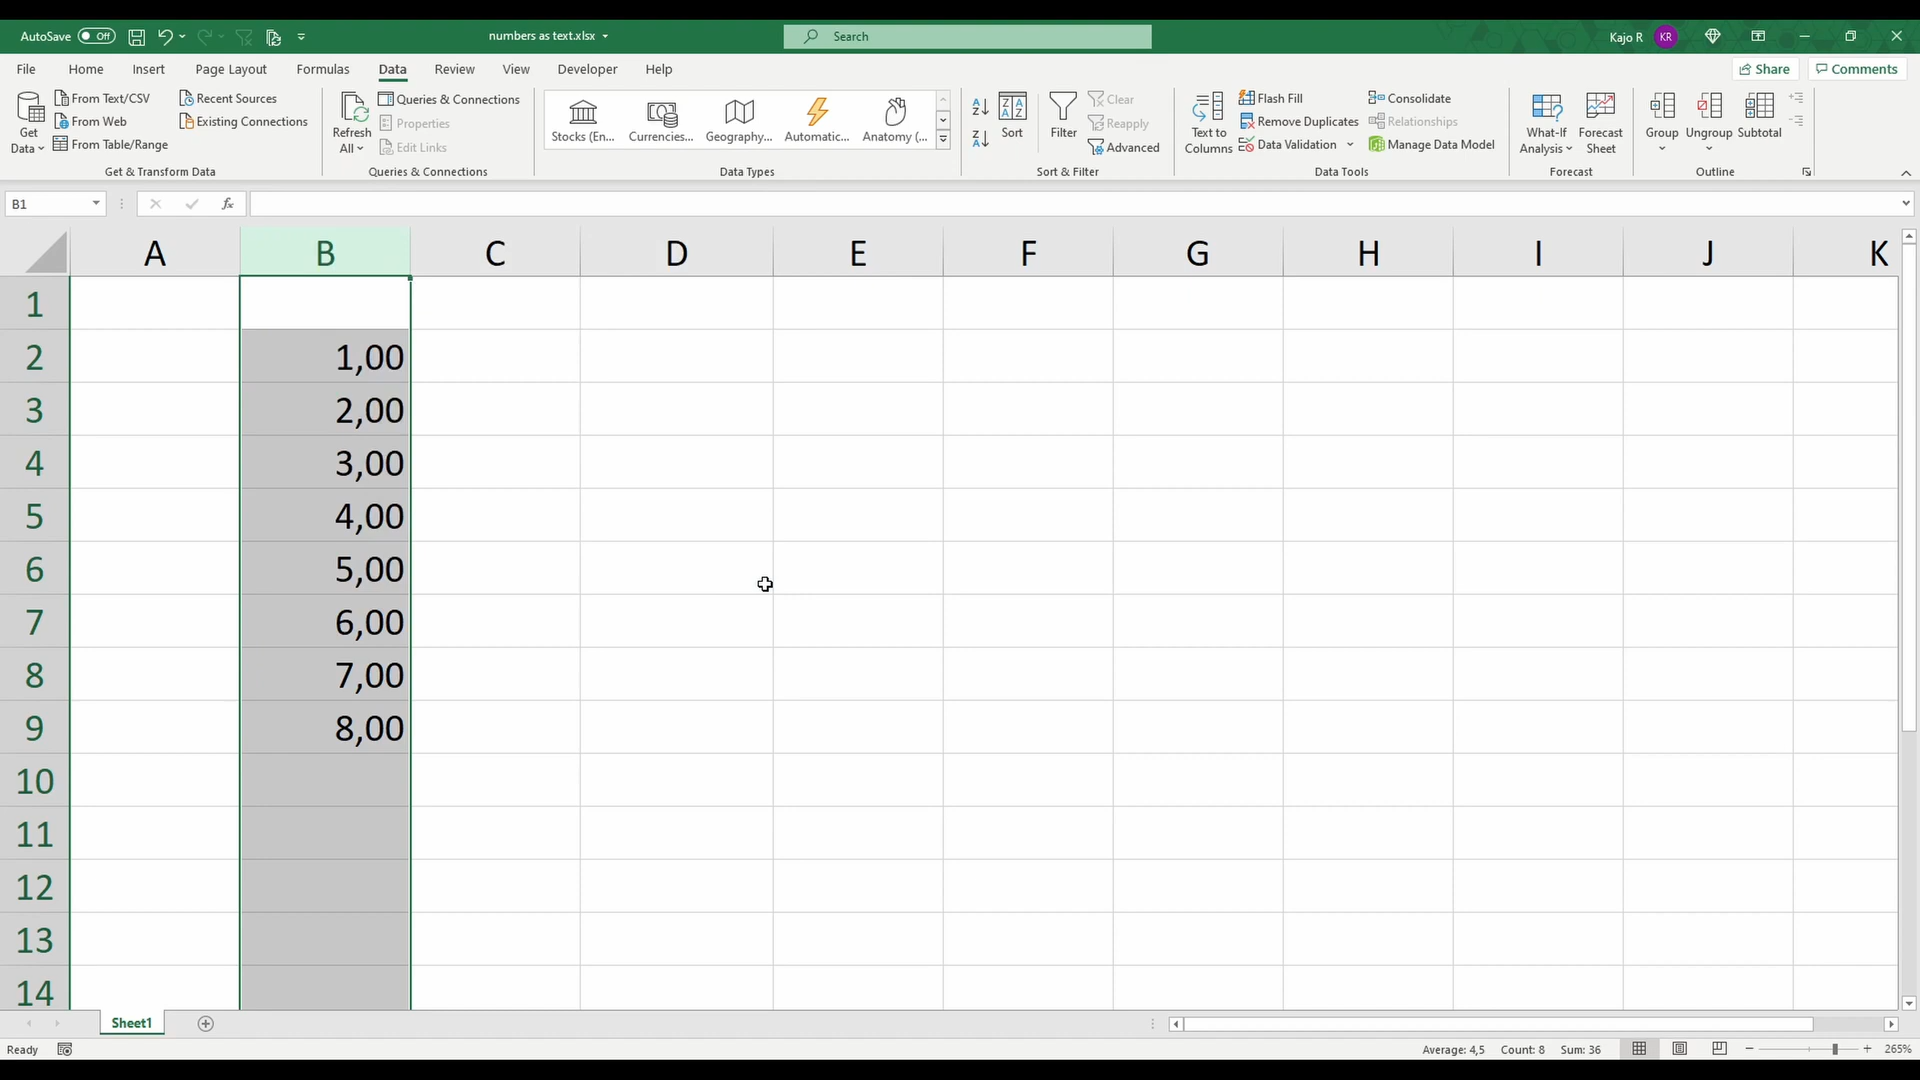 AutoSave Off numbers as text.xlsx Search Kajo R KR
File Home Insert Page Layout Formulas Data Review View Developer Help Share Comments
Get Data
From Text/CSV
From Web
From Table/Range
Recent Sources
Existing Connections
Get & Transform Data
Refresh All
Queries & Connections
Properties
Edit Links
Queries & Connections
Stocks (En... Currencies... Geography... Automatic... Anatomy (...
Data Types
Sort
Filter
Clear
Reapply
Advanced
Sort & Filter
Text to Columns
Flash Fill
Remove Duplicates
Data Validation
Consolidate
Relationships
Manage Data Model
Data Tools
What-If Analysis
Forecast Sheet
Forecast
Group
Ungroup
Subtotal
Outline
B1 fx
A B C D E F G H I J K
1
2 1,00
3 2,00
4 3,00
5 4,00
6 5,00
7 6,00
8 7,00
9 8,00
10
11
12
13
14
Sheet1
Ready Average: 4,5 Count: 8 Sum: 36 265%